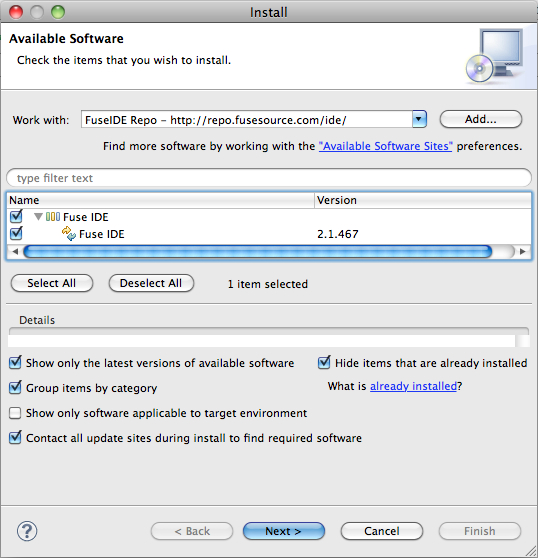 Install
Available Software
Check the items that you wish to install.
Work with: FuseIDE Repo – http://repo.fusesource.com/ide/ Add...
Find more software by working with the "Available Software Sites" preferences.
type filter text
Name Version
Fuse IDE
Fuse IDE 2.1.467
Select All Deselect All 1 item selected
Details
Show only the latest versions of available software Hide items that are already installed
Group items by category What is already installed?
Show only software applicable to target environment
Contact all update sites during install to find required software
? < Back Next > Cancel Finish